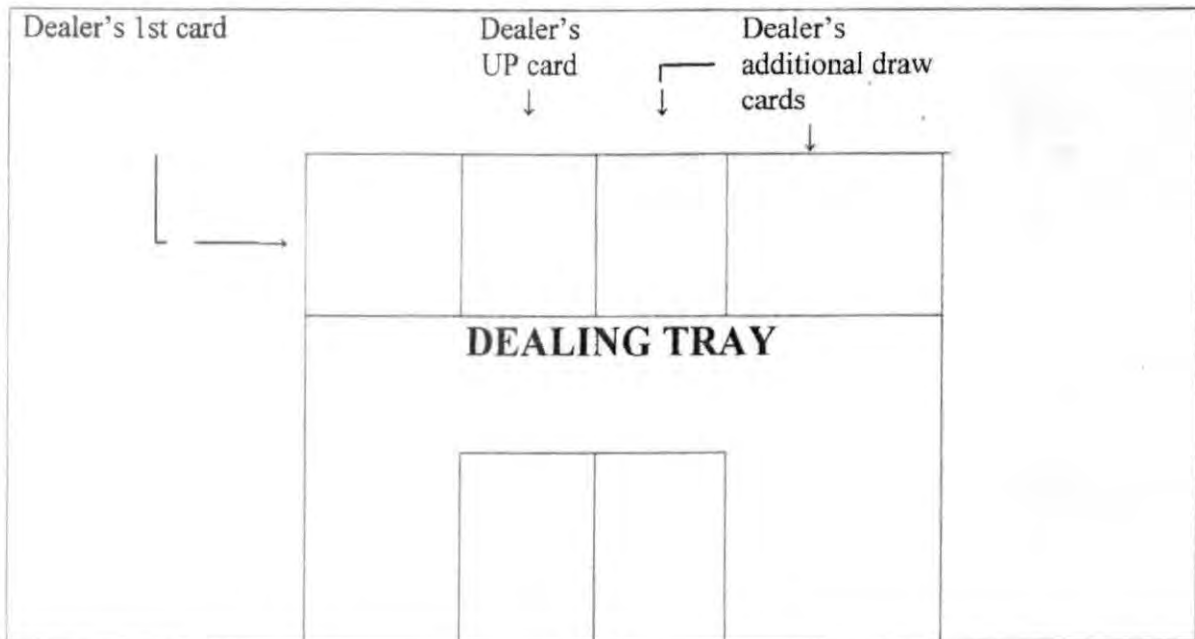 Dealer's 1st card
Dealer's
UP card
Dealer's
additional draw
cards
DEALING TRAY